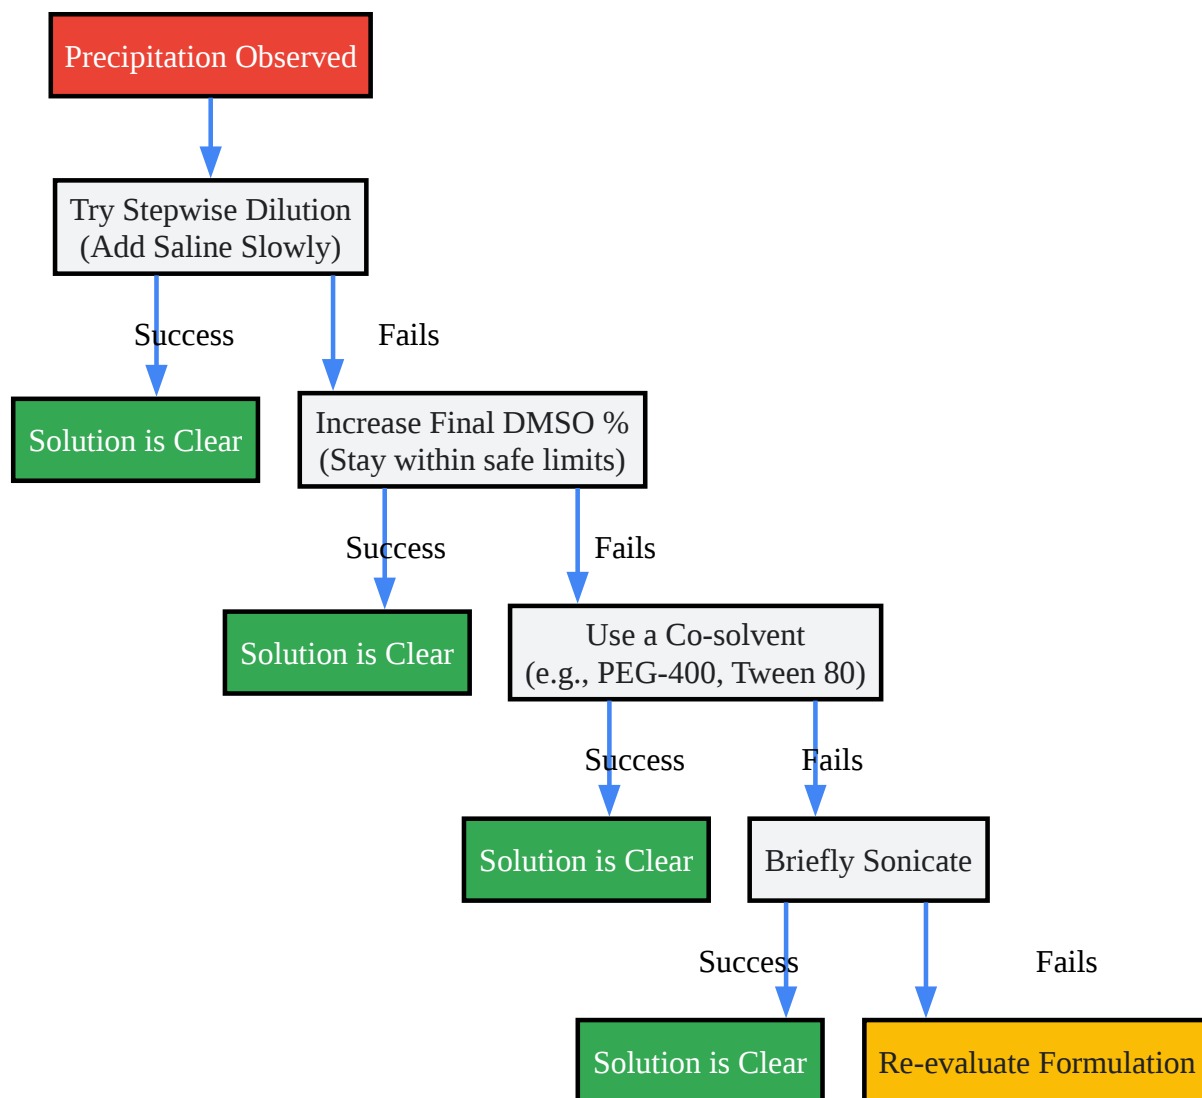 Precipitation Observed
Try Stepwise Dilution
(Add Saline Slowly)
Success
Fails
Solution is Clear
Increase Final DMSO %
(Stay within safe limits)
Success
Fails
Solution is Clear
Use a Co-solvent
(e.g., PEG-400, Tween 80)
Success
Fails
Solution is Clear
Briefly Sonicate
Success
Fails
Solution is Clear
Re-evaluate Formulation